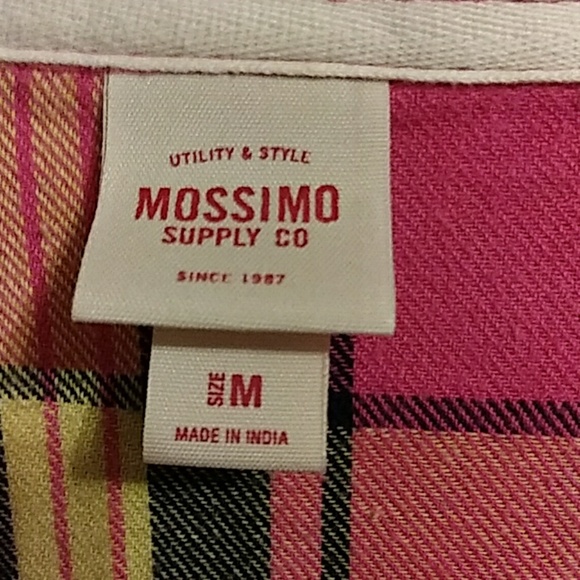 UTILITY & STYLE
MOSSIMO
SUPPLY CO
SINCE 1987
SIZE M
MADE IN INDIA